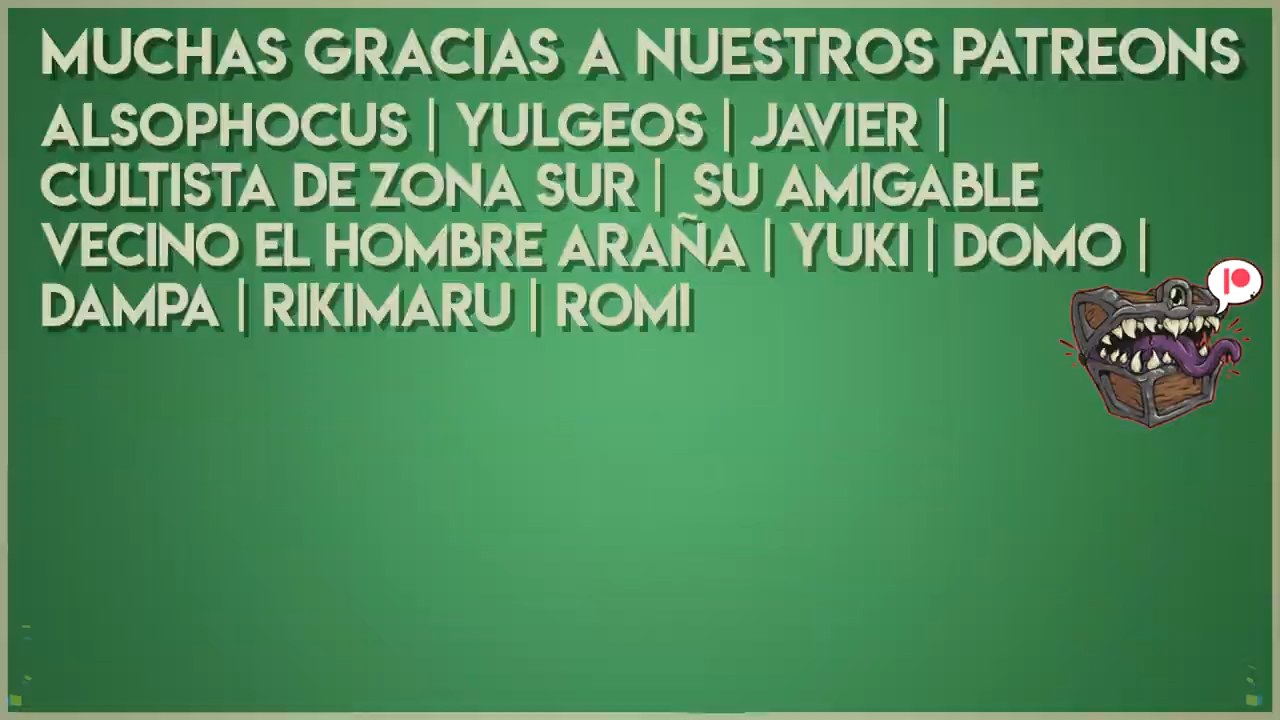 MUCHAS GRACIAS A NUESTROS PATREONS
ALSOPHOCUS | YULGEOS | JAVIER |
CULTISTA DE ZONA SUR | SU AMIGABLE
VECINO EL HOMBRE ARAÑA | YUKI | DOMO |
DAMPA | RIKIMARU | ROMI